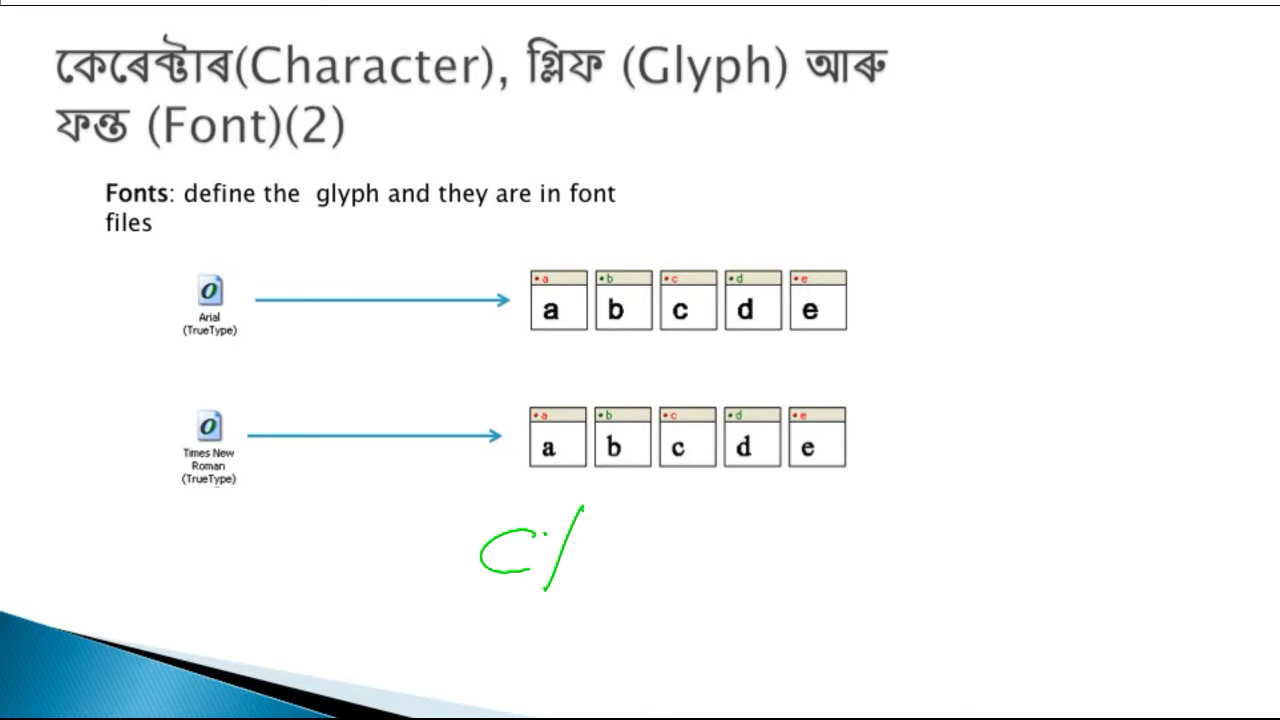 কেৰেক্টাৰ(Character), গ্লিফ (Glyph) আৰু
ফন্ত (Font)(2)
Fonts: define the glyph and they are in font
files
Arial
(TrueType)
a b c d e
a b c d e
Times New
Roman
(TrueType)
a b c d e
a b c d e
C:/